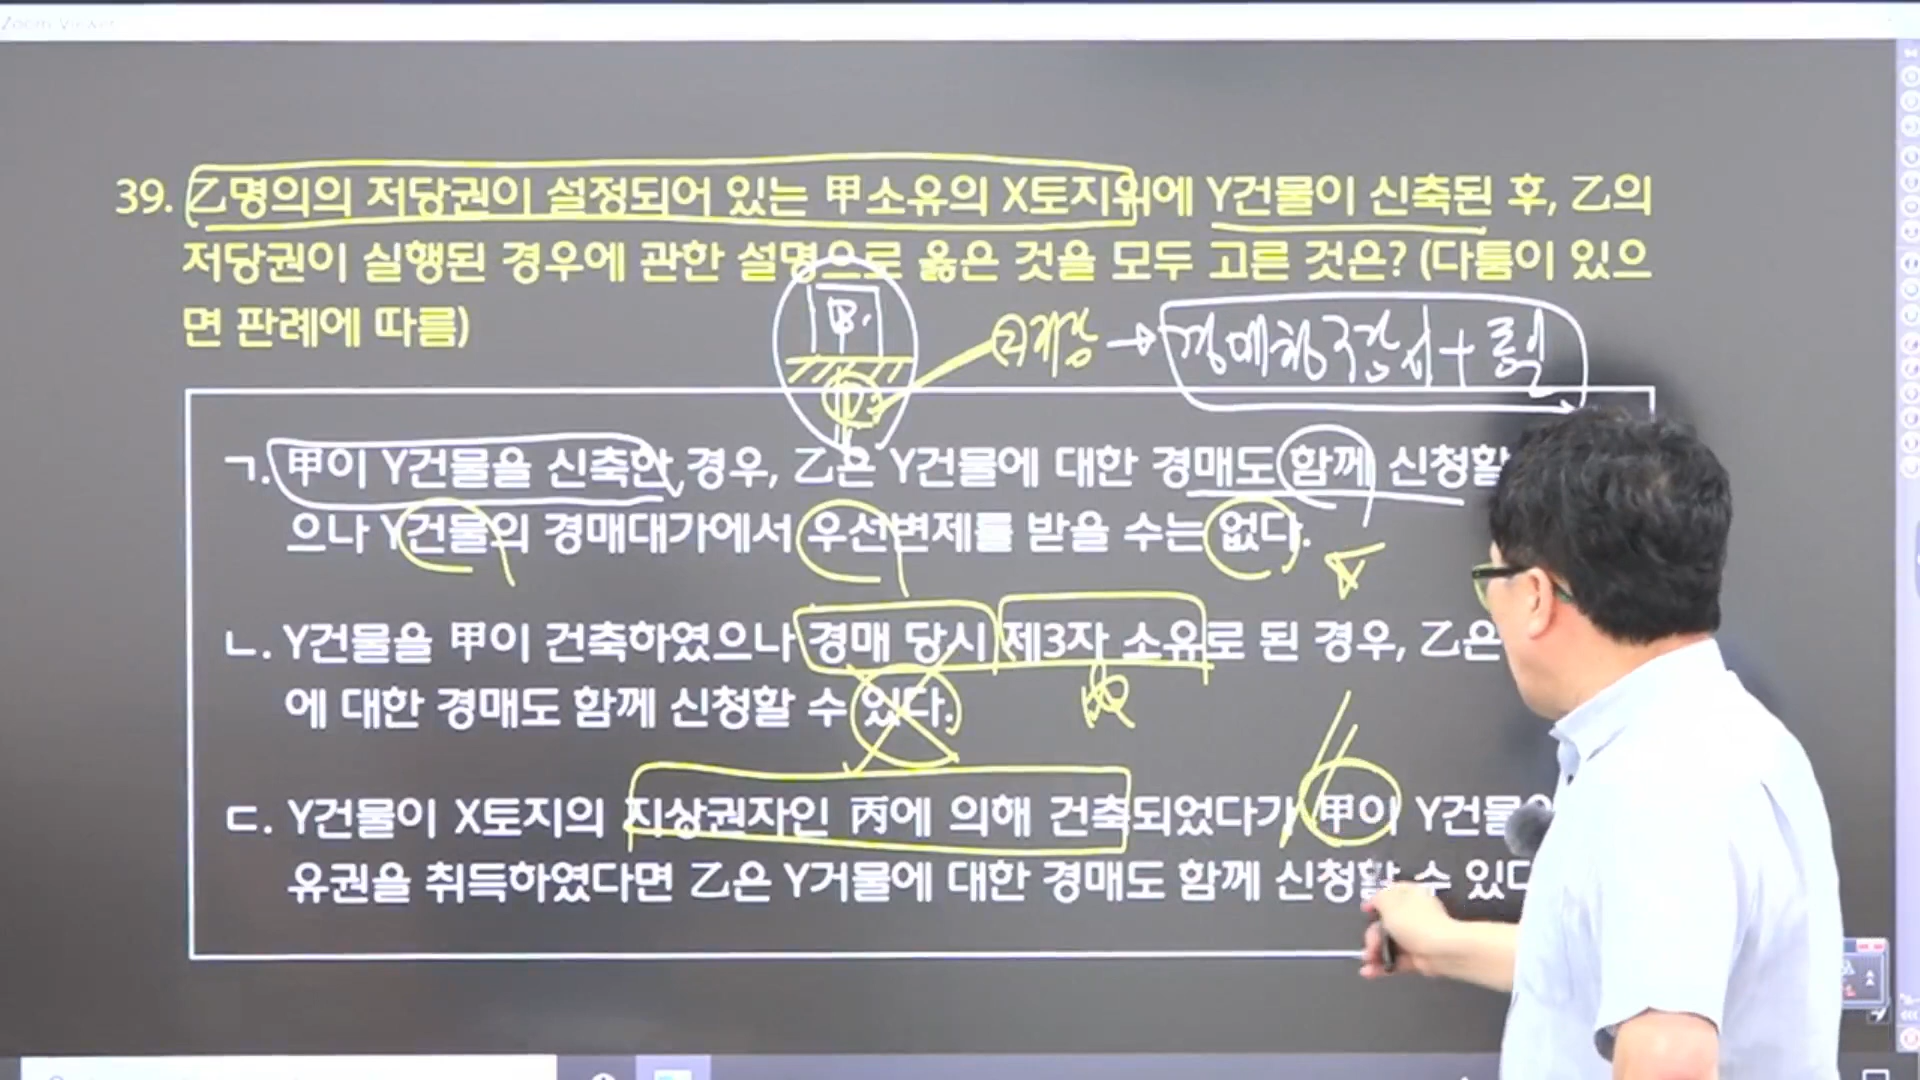 Zoom Viewer
39. 乙명의의 저당권이 설정되어 있는 甲소유의 X토지위에 Y건물이 신축된 후, 乙의
저당권이 실행된 경우에 관한 설명으로 옳은 것을 모두 고른 것은? (다툼이 있으
면 판례에 따름)
甲
ㄱ. 甲이 Y건물을 신축한 경우, 乙은 Y건물에 대한 경매도 함께 신청할
으나 Y건물의 경매대가에서 우선변제를 받을 수는 없다.
ㄴ. Y건물을 甲이 건축하였으나 경매 당시 제3자 소유로 된 경우, 乙은
에 대한 경매도 함께 신청할 수 있다.
ㄷ. Y건물이 X토지의 지상권자인 丙에 의해 건축되었다가 甲이 Y건물
유권을 취득하였다면 乙은 Y거물에 대한 경매도 함께 신청할 수 있